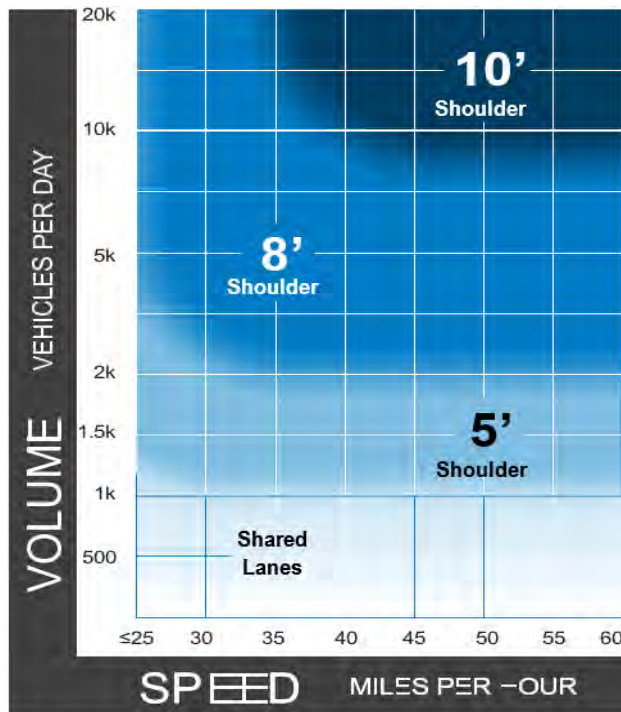 20k
10'
Shoulder
10k
5k
8'
Shoulder
2k
1.5k
5'
Shoulder
1k
Shared
Lanes
500
≤25 30 35 40 45 50 55 60
VOLUME VEHICLES PER DAY
SPEED MILES PER –OUR